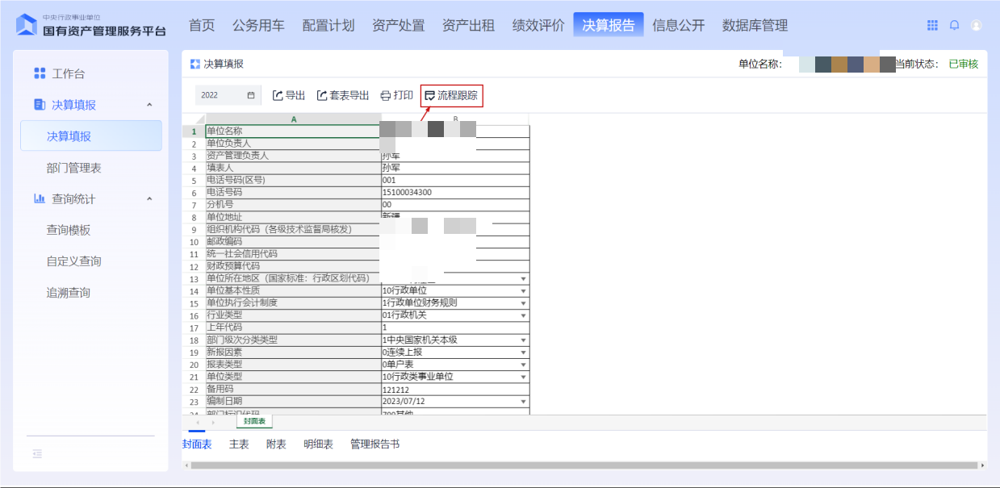 中央行政事业单位
国有资产管理服务平台
首页 公务用车 配置计划 资产处置 资产出租 绩效评价 决算报告 信息公开 数据库管理
工作台
决算填报
决算填报
部门管理表
查询统计
查询模板
自定义查询
追溯查询
决算填报 单位名称: 当前状态: 已审核
2022 导出 套表导出 打印 流程跟踪
A B
1 单位名称
2 单位负责人
3 资产管理负责人 孙军
4 填表人 孙军
5 电话号码(区号) 001
6 电话号码 15100034300
7 分机号 00
8 单位地址 新疆
9 组织机构代码（各级技术监督局核发）
10 邮政编码
11 统一社会信用代码
12 财政预算代码
13 单位所在地区（国家标准：行政区划代码）
14 单位基本性质 10行政单位
15 单位执行会计制度 1行政单位财务规则
16 行业类型 01行政机关
17 上年代码 1
18 部门级次分类类型 1中央国家机关本级
19 新报因素 0连续上报
20 报表类型 0单户表
21 单位类型 10行政类事业单位
22 备用码 121212
23 编制日期 2023/07/12
24 部门标识代码 700其他
封面表
封面表 主表 附表 明细表 管理报告书